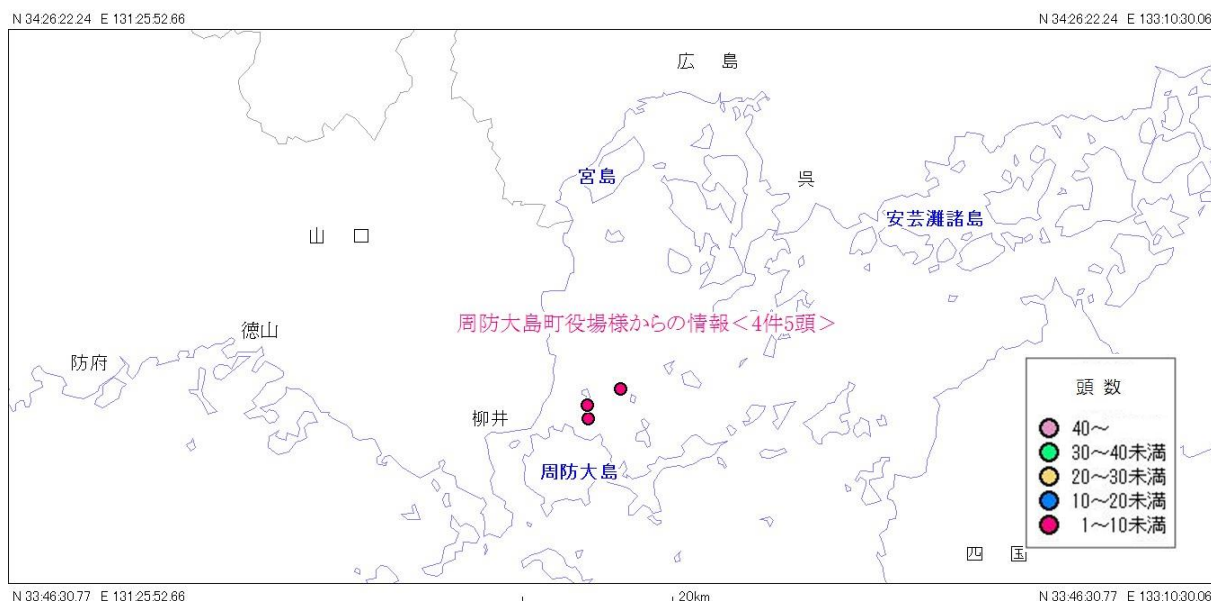 N 34:26:22.24 E 131:25:52.66
N 34:26:22.24 E 133:10:30.06
広 島
宮島
呉
安芸灘諸島
山 口
周防大島町役場様からの情報＜4件5頭＞
徳山
防府
柳井
周防大島
頭 数
40～
30～40未満
20～30未満
10～20未満
1～10未満
四 国
N 33:46:30.77 E 131:25:52.66
20km
N 33:46:30.77 E 133:10:30.06